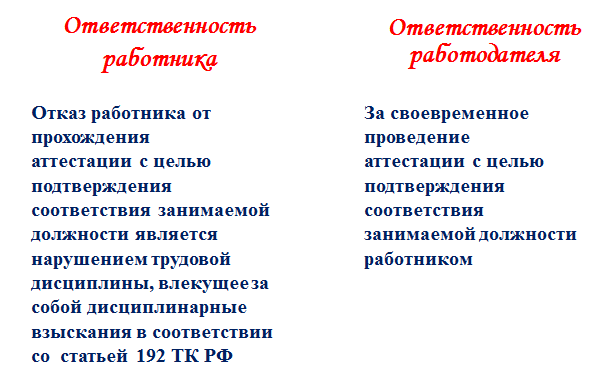 Ответственность
работника
Отказ работника от
прохождения
аттестации с целью
подтверждения
соответствия занимаемой
должности является
нарушением трудовой
дисциплины, влекущее за
собой дисциплинарные
взыскания в соответствии
со статьей 192 ТК РФ
Ответственность
работодателя
За своевременное
проведение
аттестации с целью
подтверждения
соответствия
занимаемой должности
работником